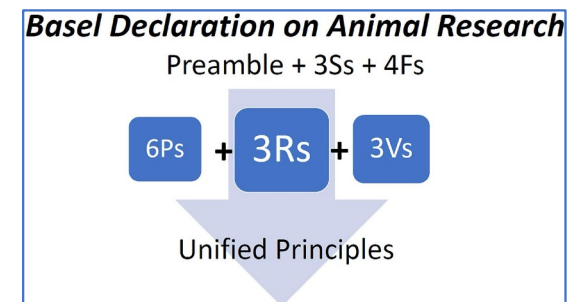 Basel Declaration on Animal Research
Preamble + 3Ss + 4Fs
6Ps + 3Rs + 3Vs
Unified Principles